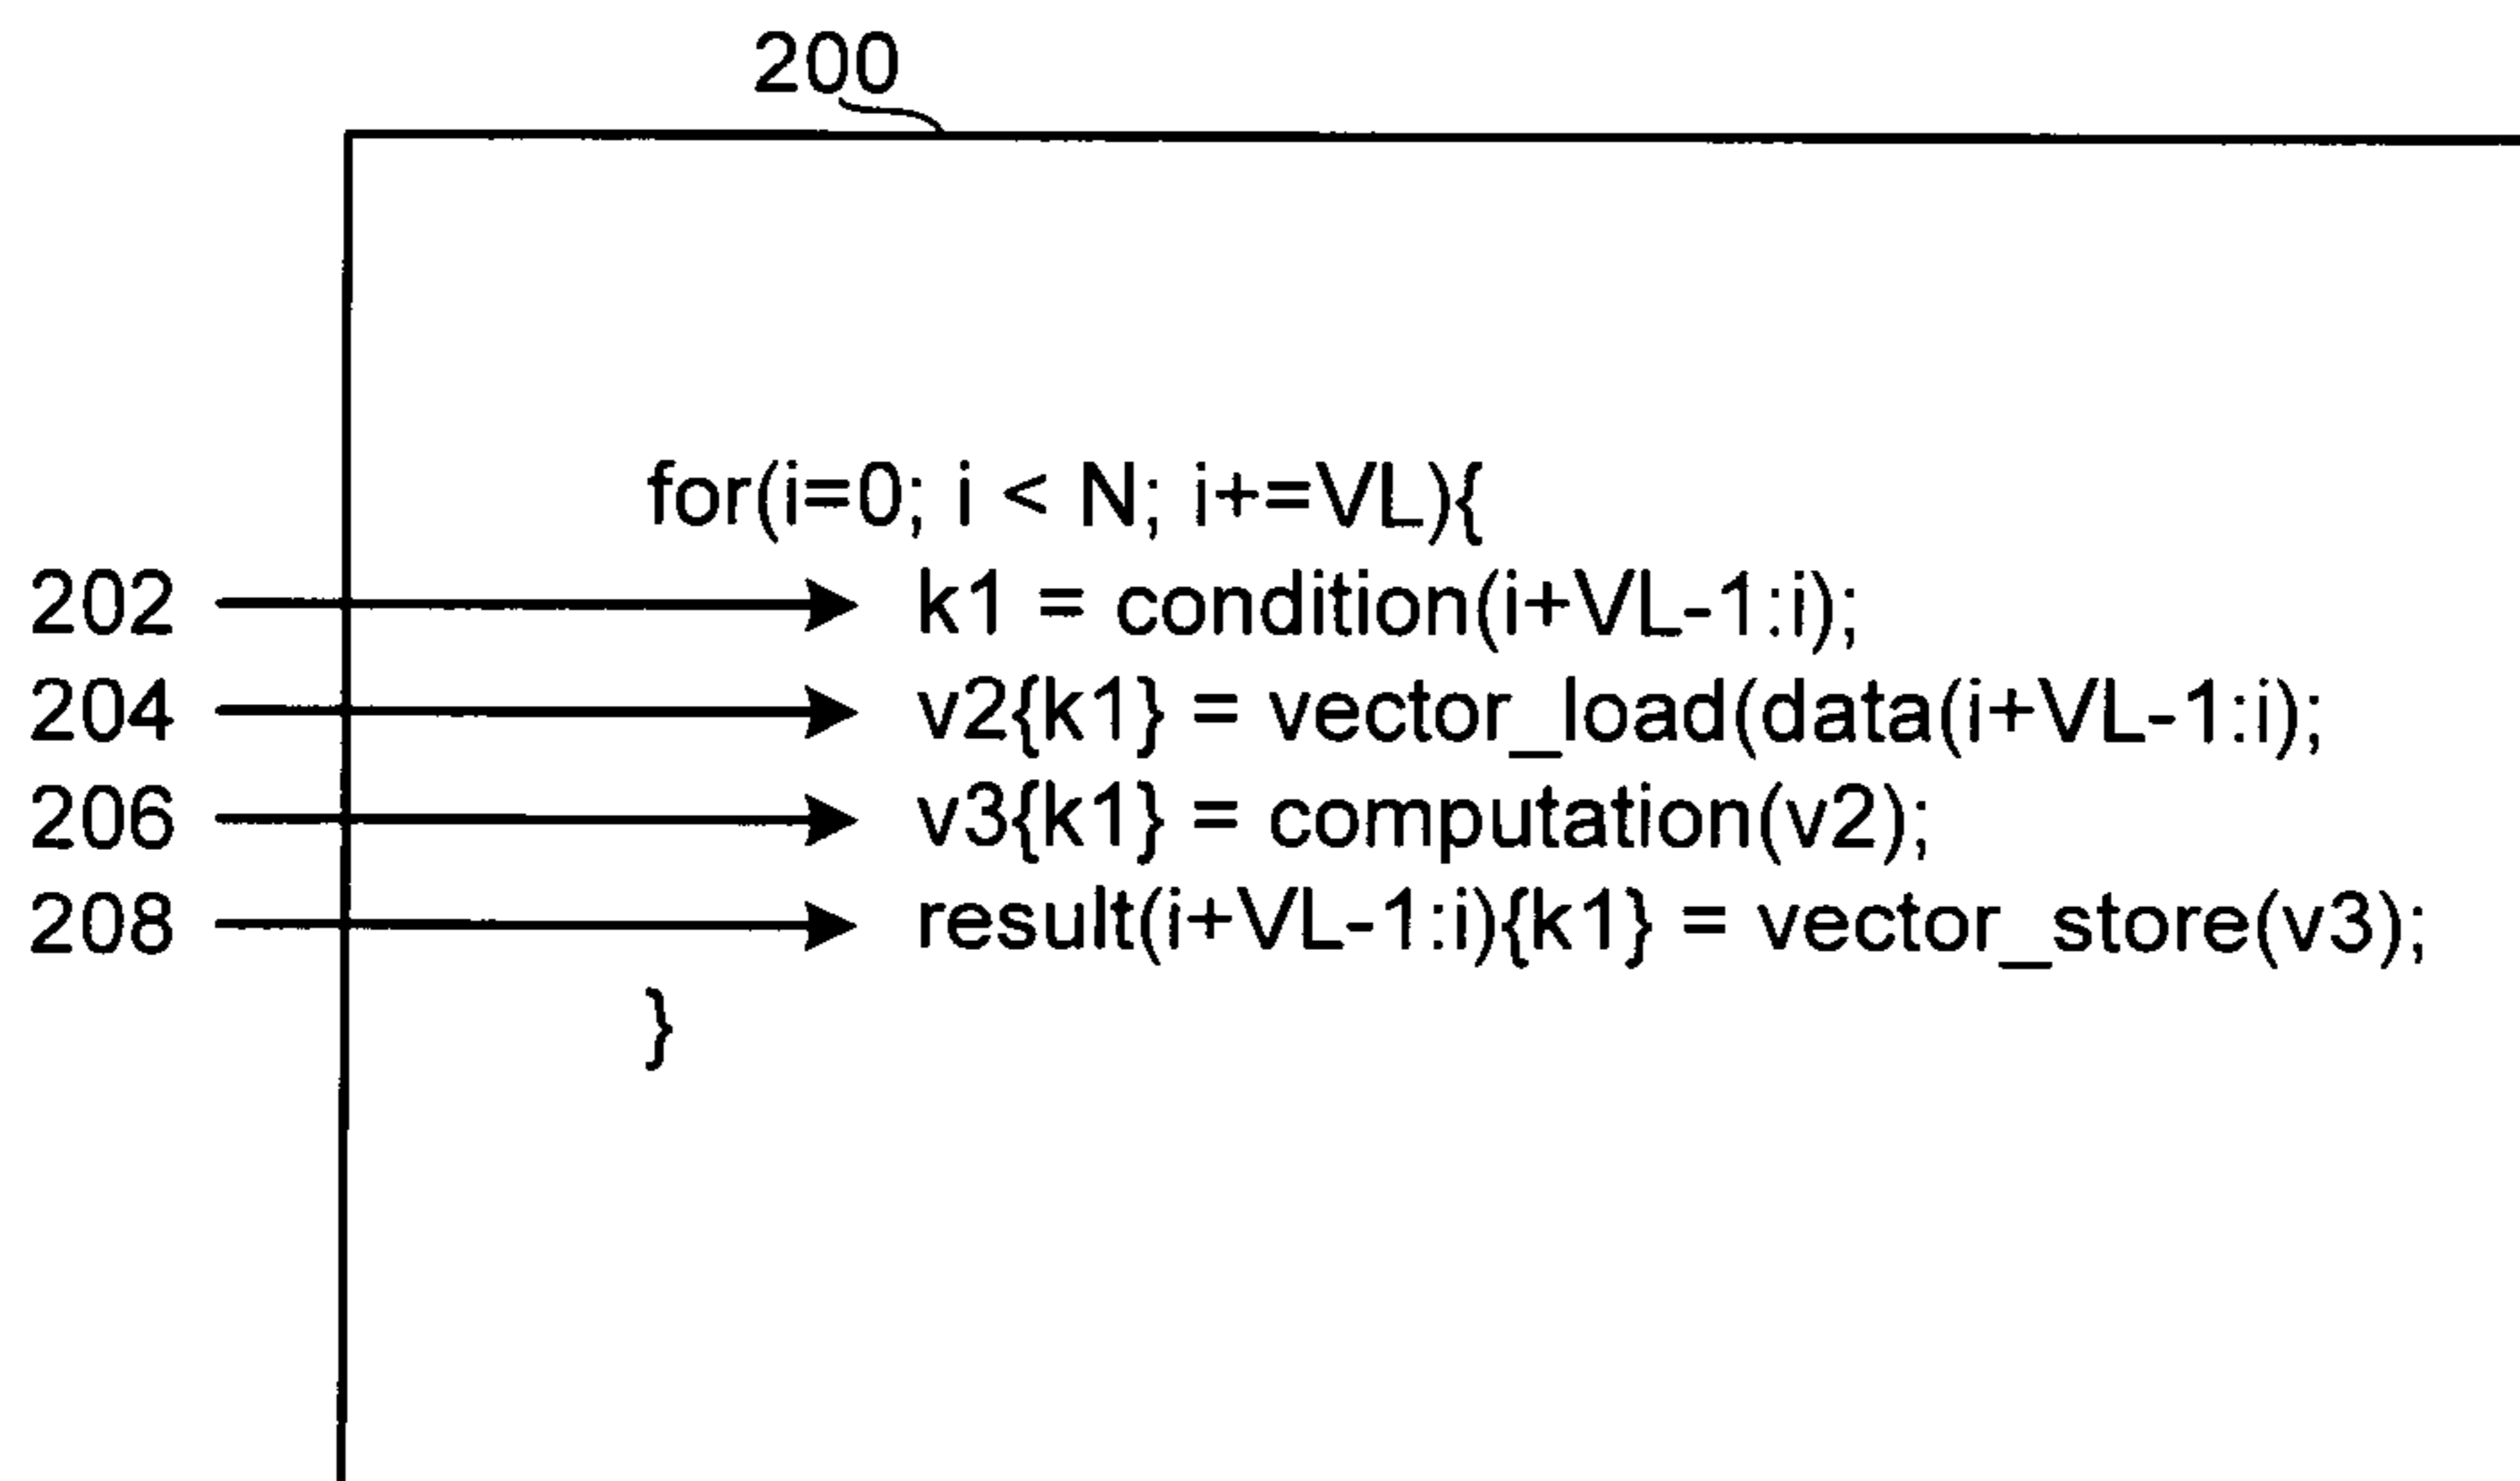 200
for(i=0; i < N; i+=VL){
202 k1 = condition(i+VL-1:i);
204 v2{k1} = vector_load(data(i+VL-1:i);
206 v3{k1} = computation(v2);
208 result(i+VL-1:i){k1} = vector_store(v3);
}